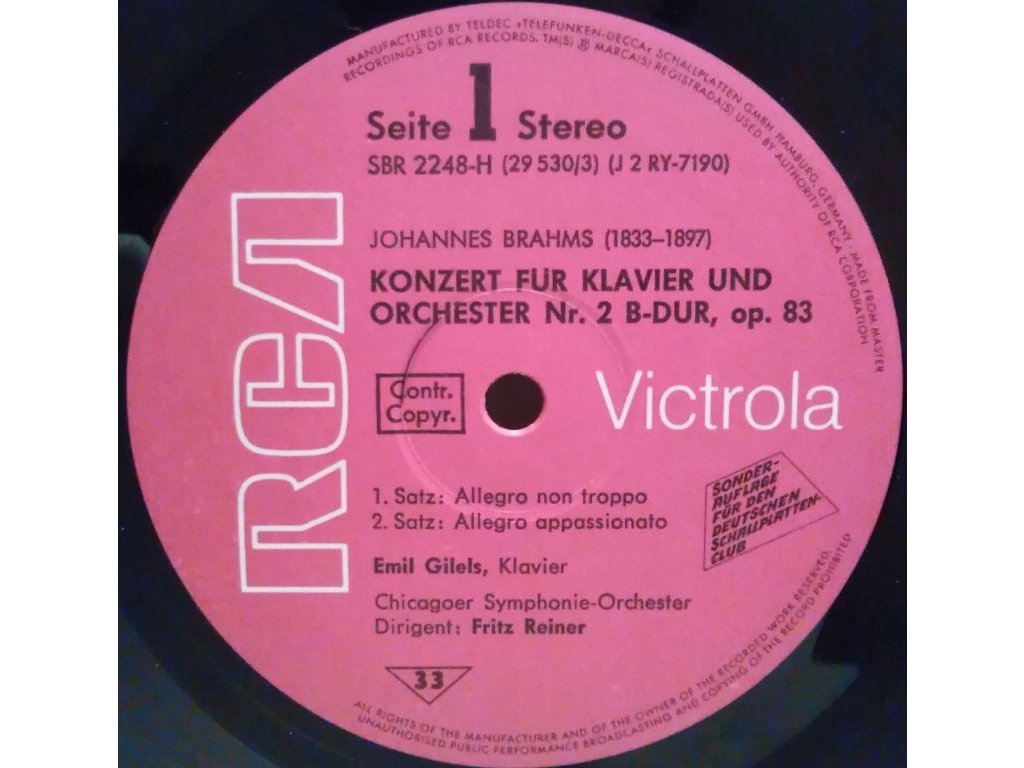 MANUFACTURED BY TELDEC »TELEFUNKEN-DECCA« SCHALLPLATTEN GMBH, HAMBURG, GERMANY · MADE FROM MASTER
RECORDINGS OF RCA RECORDS. TM(S) ® MARCA(S) REGISTRADA(S) USED BY AUTHORITY OF RCA CORPORATION
Seite 1 Stereo
SBR 2248-H (29 530/3) (J 2 RY-7190)
JOHANNES BRAHMS (1833–1897)
KONZERT FÜR KLAVIER UND
ORCHESTER Nr. 2 B-DUR, op. 83
RCA
Contr.
Copyr.
Victrola
1. Satz: Allegro non troppo
2. Satz: Allegro appassionato
SONDER-
AUFLAGE
FÜR DEN
DEUTSCHEN
SCHALLPLATTEN-
CLUB
Emil Gilels, Klavier
Chicagoer Symphonie-Orchester
Dirigent: Fritz Reiner
33
ALL RIGHTS OF THE MANUFACTURER AND OF THE OWNER OF THE RECORDED WORK RESERVED.
UNAUTHORISED PUBLIC PERFORMANCE BROADCASTING AND COPYING OF THE RECORD PROHIBITED